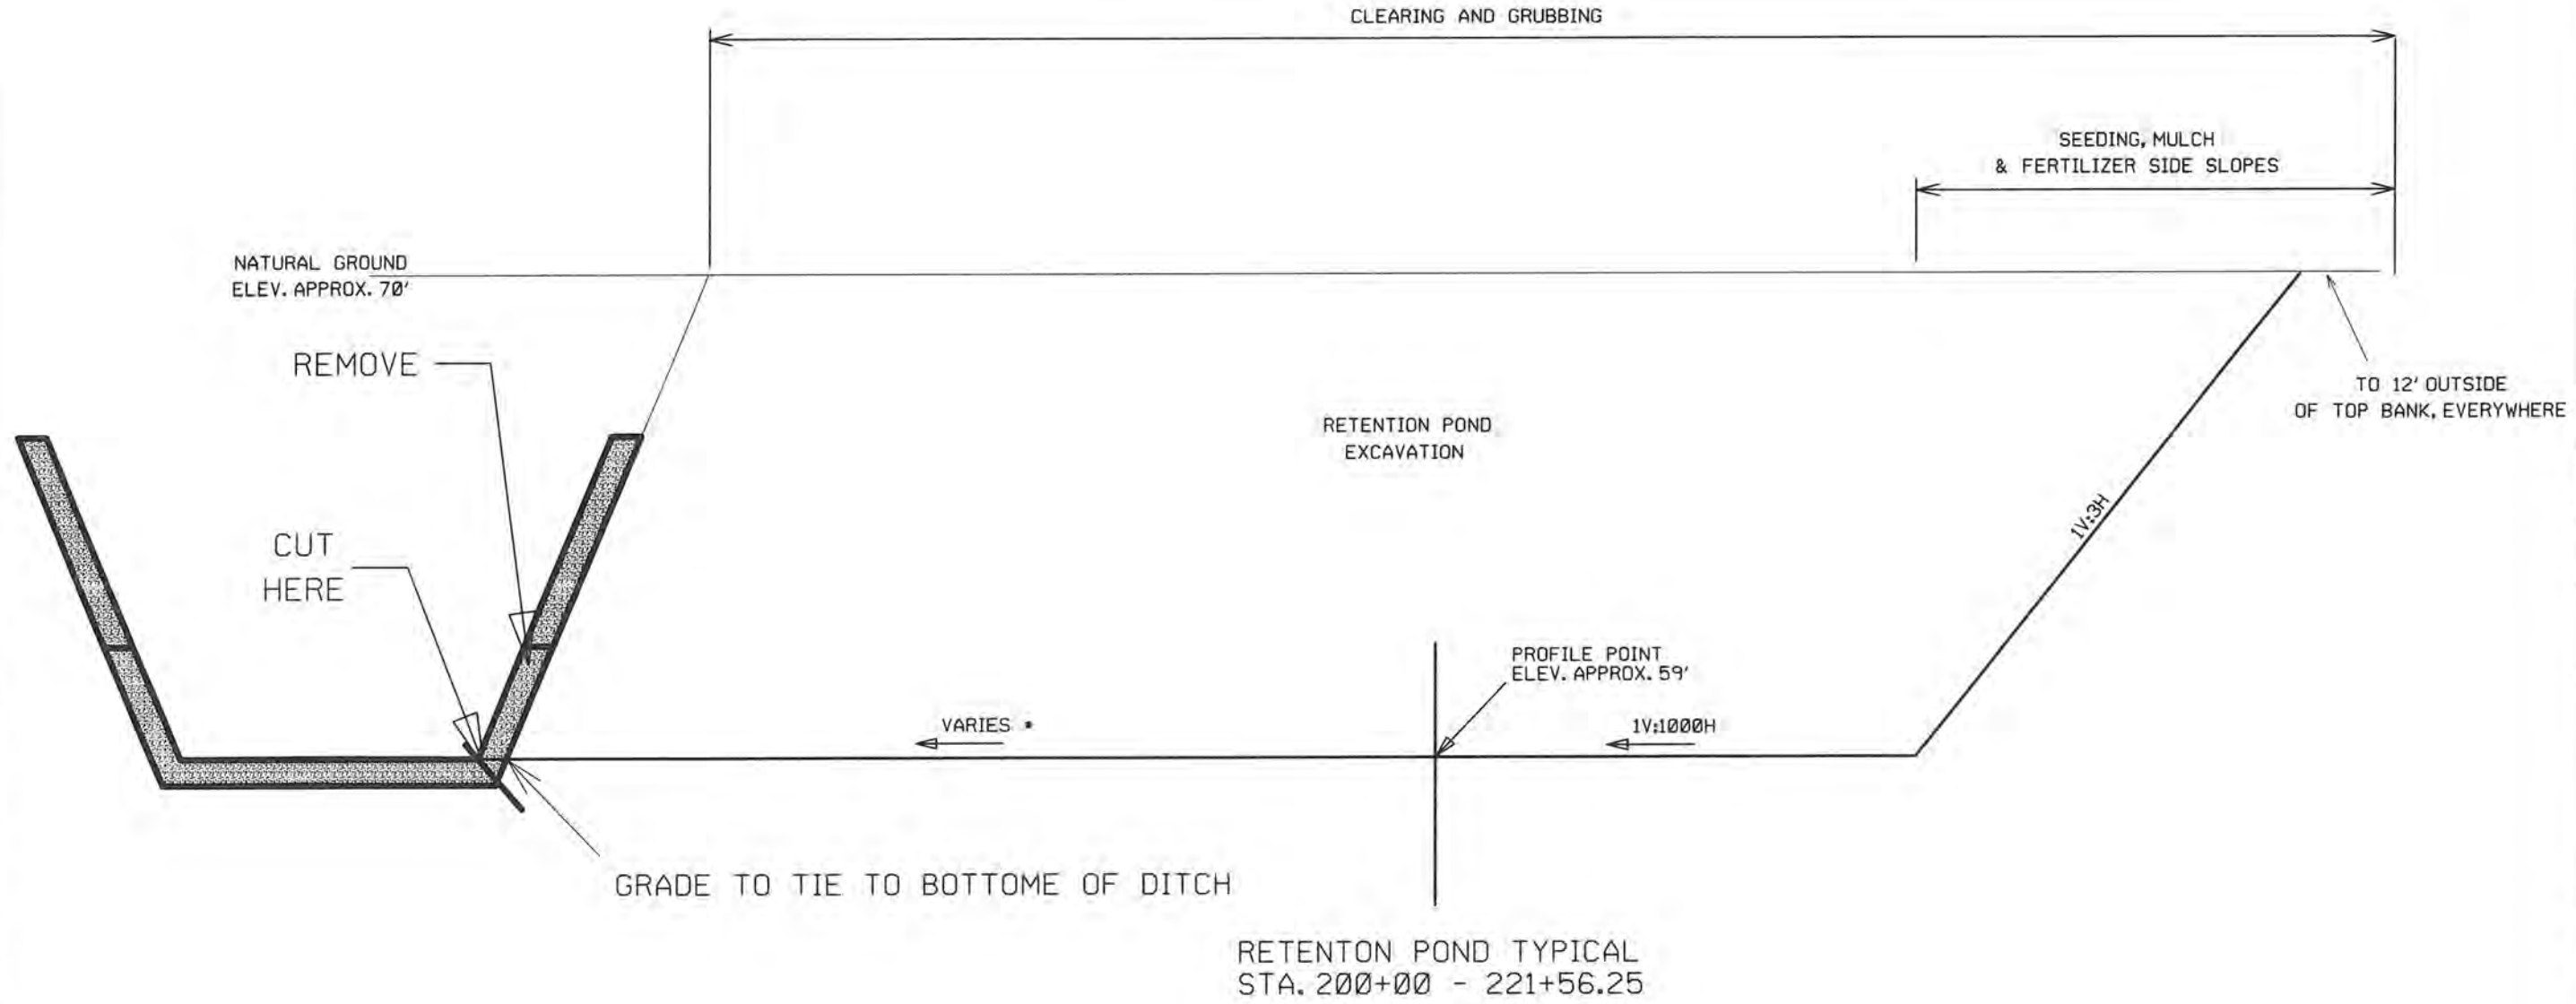 CLEARING AND GRUBBING
SEEDING, MULCH
& FERTILIZER SIDE SLOPES
NATURAL GROUND
ELEV. APPROX. 70'
REMOVE
TO 12' OUTSIDE
OF TOP BANK, EVERYWHERE
RETENTION POND
EXCAVATION
1V:3H
CUT
HERE
PROFILE POINT
ELEV. APPROX. 59'
VARIES *
1V:1000H
GRADE TO TIE TO BOTTOME OF DITCH
RETENTON POND TYPICAL
STA. 200+00 - 221+56.25